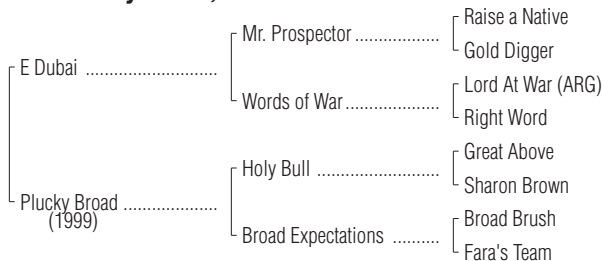 Raise a Native
Mr. Prospector ..................
Gold Digger
E Dubai ............................
Lord At War (ARG)
Words of War....................
Right Word
Great Above
Holy Bull ..........................
Sharon Brown
Plucky Broad ....................
(1999)
Broad Brush
Broad Expectations ..........
Fara's Team